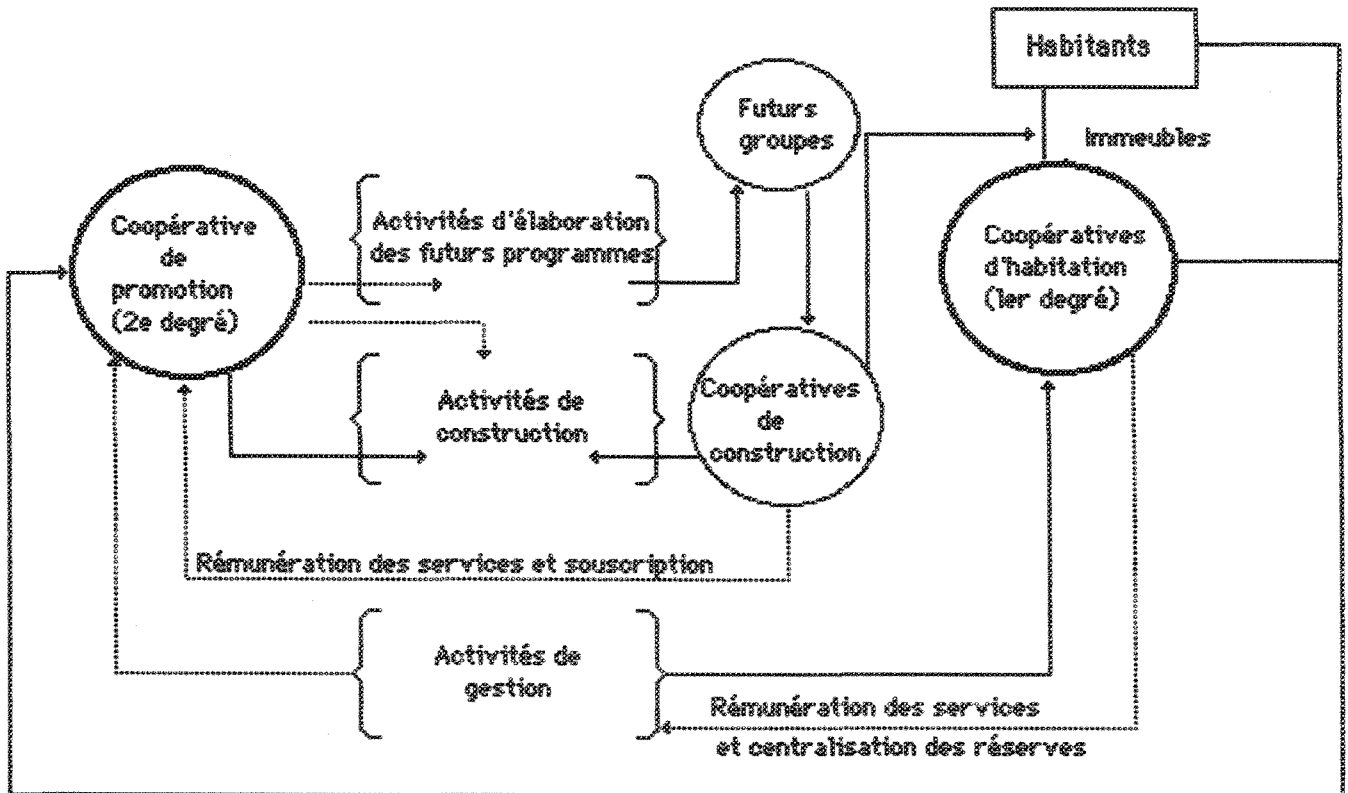 Habitants
Futurs
groupes
Immeubles
Coopérative
de
promotion
(2e degré)
Activités d'élaboration
des futurs programmes
Coopératives
d'habitation
(1er degré)
Activités de
construction
Coopératives
de
construction
Rémunération des services et souscription
Activités de
gestion
Rémunération des services
et centralisation des réserves